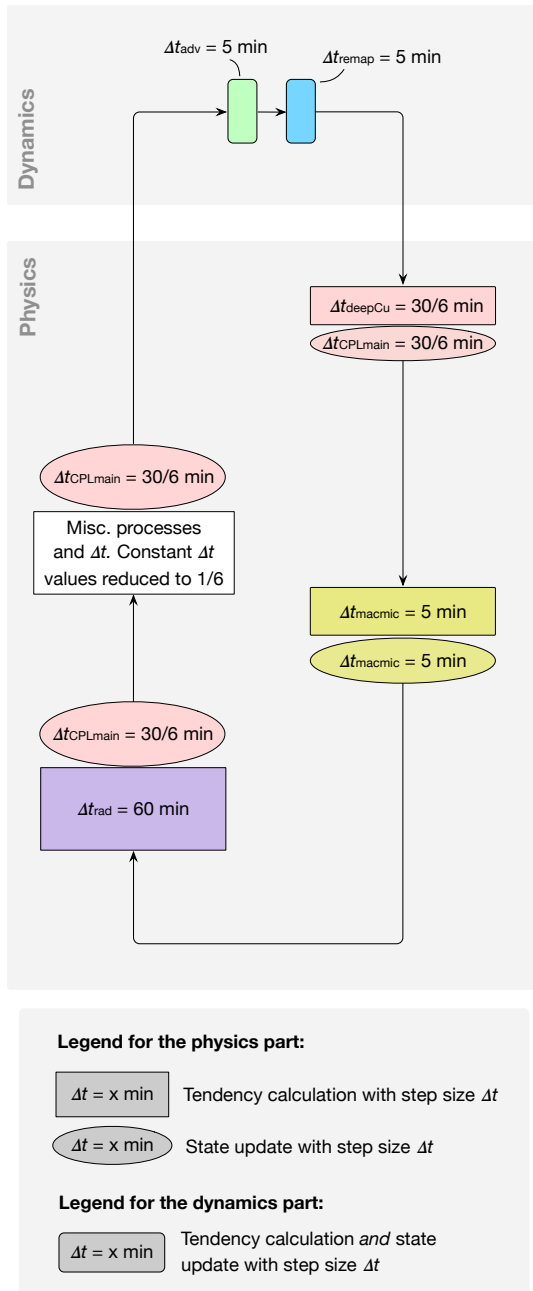 Dynamics
Δtadv = 5 min
Δtremap = 5 min
Physics
ΔtdeepCu = 30/6 min
ΔtCPLmain = 30/6 min
ΔtCPLmain = 30/6 min
Misc. processes
and Δt. Constant Δt
values reduced to 1/6
Δtmacmic = 5 min
Δtmacmic = 5 min
ΔtCPLmain = 30/6 min
Δtrad = 60 min
Legend for the physics part:
Δt = x min Tendency calculation with step size Δt
Δt = x min State update with step size Δt
Legend for the dynamics part:
Δt = x min Tendency calculation and state
update with step size Δt